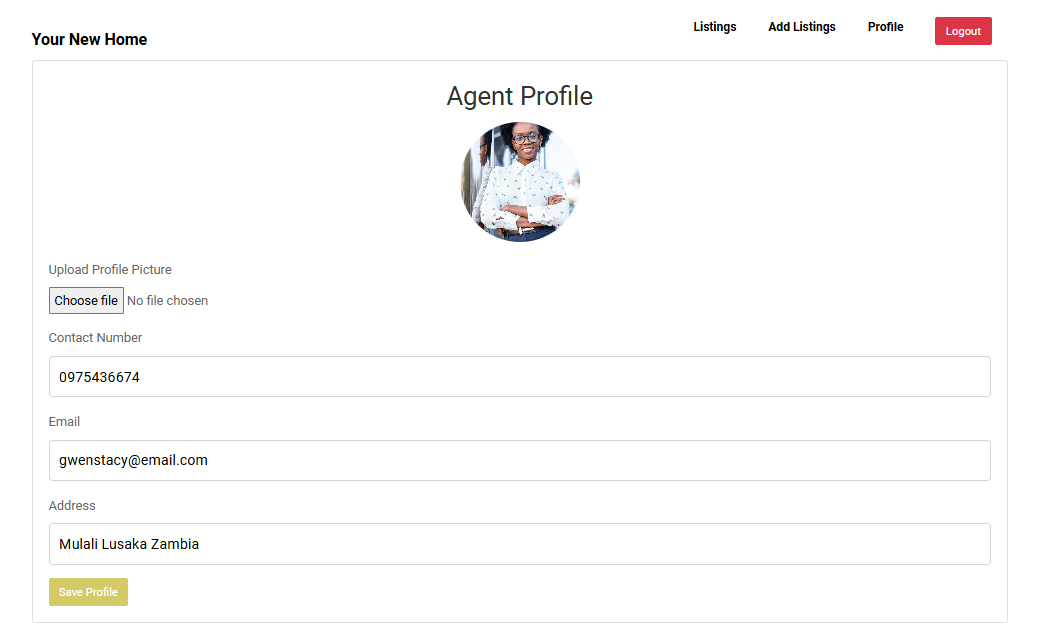 Your New Home
Listings
Add Listings
Profile
Logout
Agent Profile
Upload Profile Picture
Choose file No file chosen
Contact Number
0975436674
Email
gwenstacy@email.com
Address
Mulali Lusaka Zambia
Save Profile